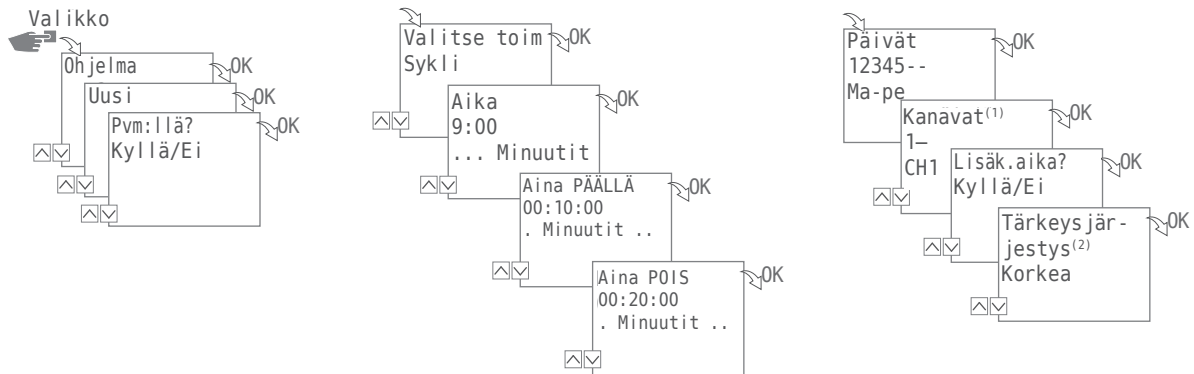 Valikko
Ohjelma
OK
Uusi
OK
Pvm:llä?
OK
Kyllä/Ei
Valitse toim
OK
Sykli
Aika
OK
9:00
... Minuutit
Aina PÄÄLLÄ
OK
00:10:00
. Minuutit ..
Aina POIS
OK
00:20:00
. Minuutit ..
Päivät
OK
12345--
Ma-pe
Kanavat(1)
OK
1—
CH1
Lisäk.aika?
OK
Kyllä/Ei
Tärkeysjär-
OK
jestys(2)
Korkea